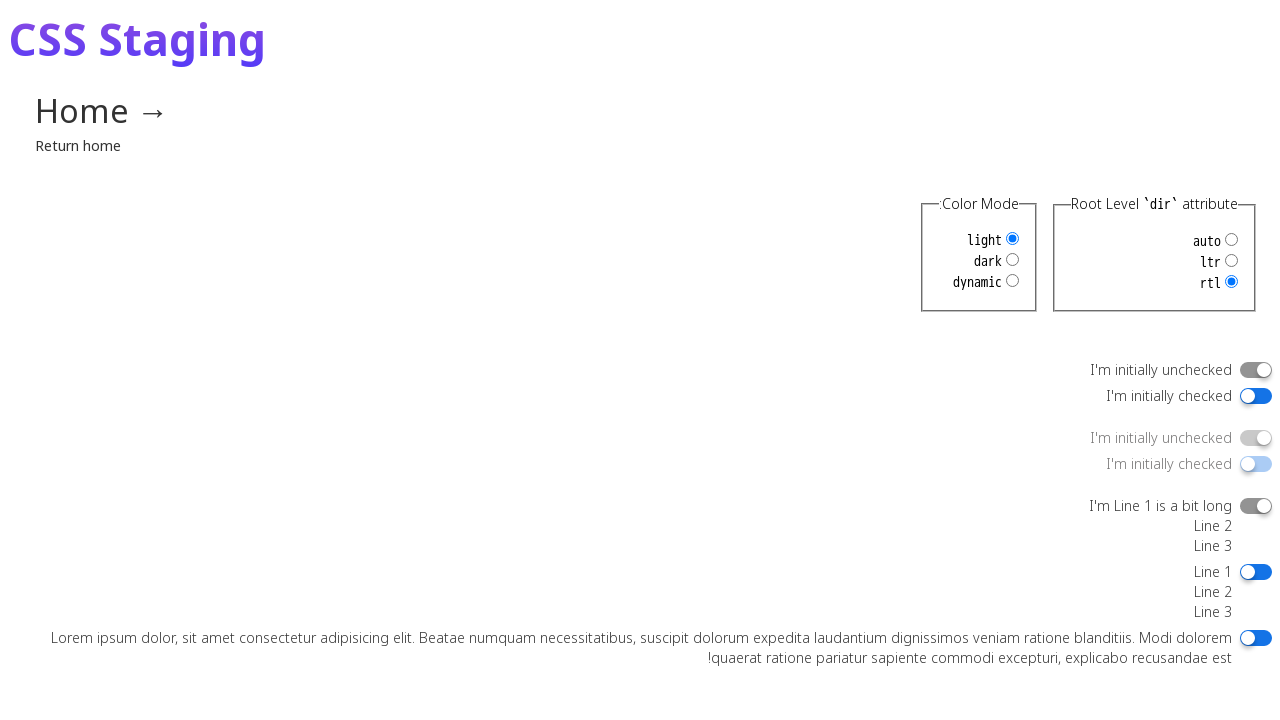 CSS Staging
Home →
Return home
Root Level `dir` attribute
auto
ltr
rtl
:Color Mode
light
dark
dynamic
I'm initially unchecked
I'm initially checked
I'm initially unchecked
I'm initially checked
I'm Line 1 is a bit long
Line 2
Line 3
Line 1
Line 2
Line 3
Lorem ipsum dolor, sit amet consectetur adipisicing elit. Beatae numquam necessitatibus, suscipit dolorum expedita laudantium dignissimos veniam ratione blanditiis. Modi dolorem
!quaerat ratione pariatur sapiente commodi excepturi, explicabo recusandae est